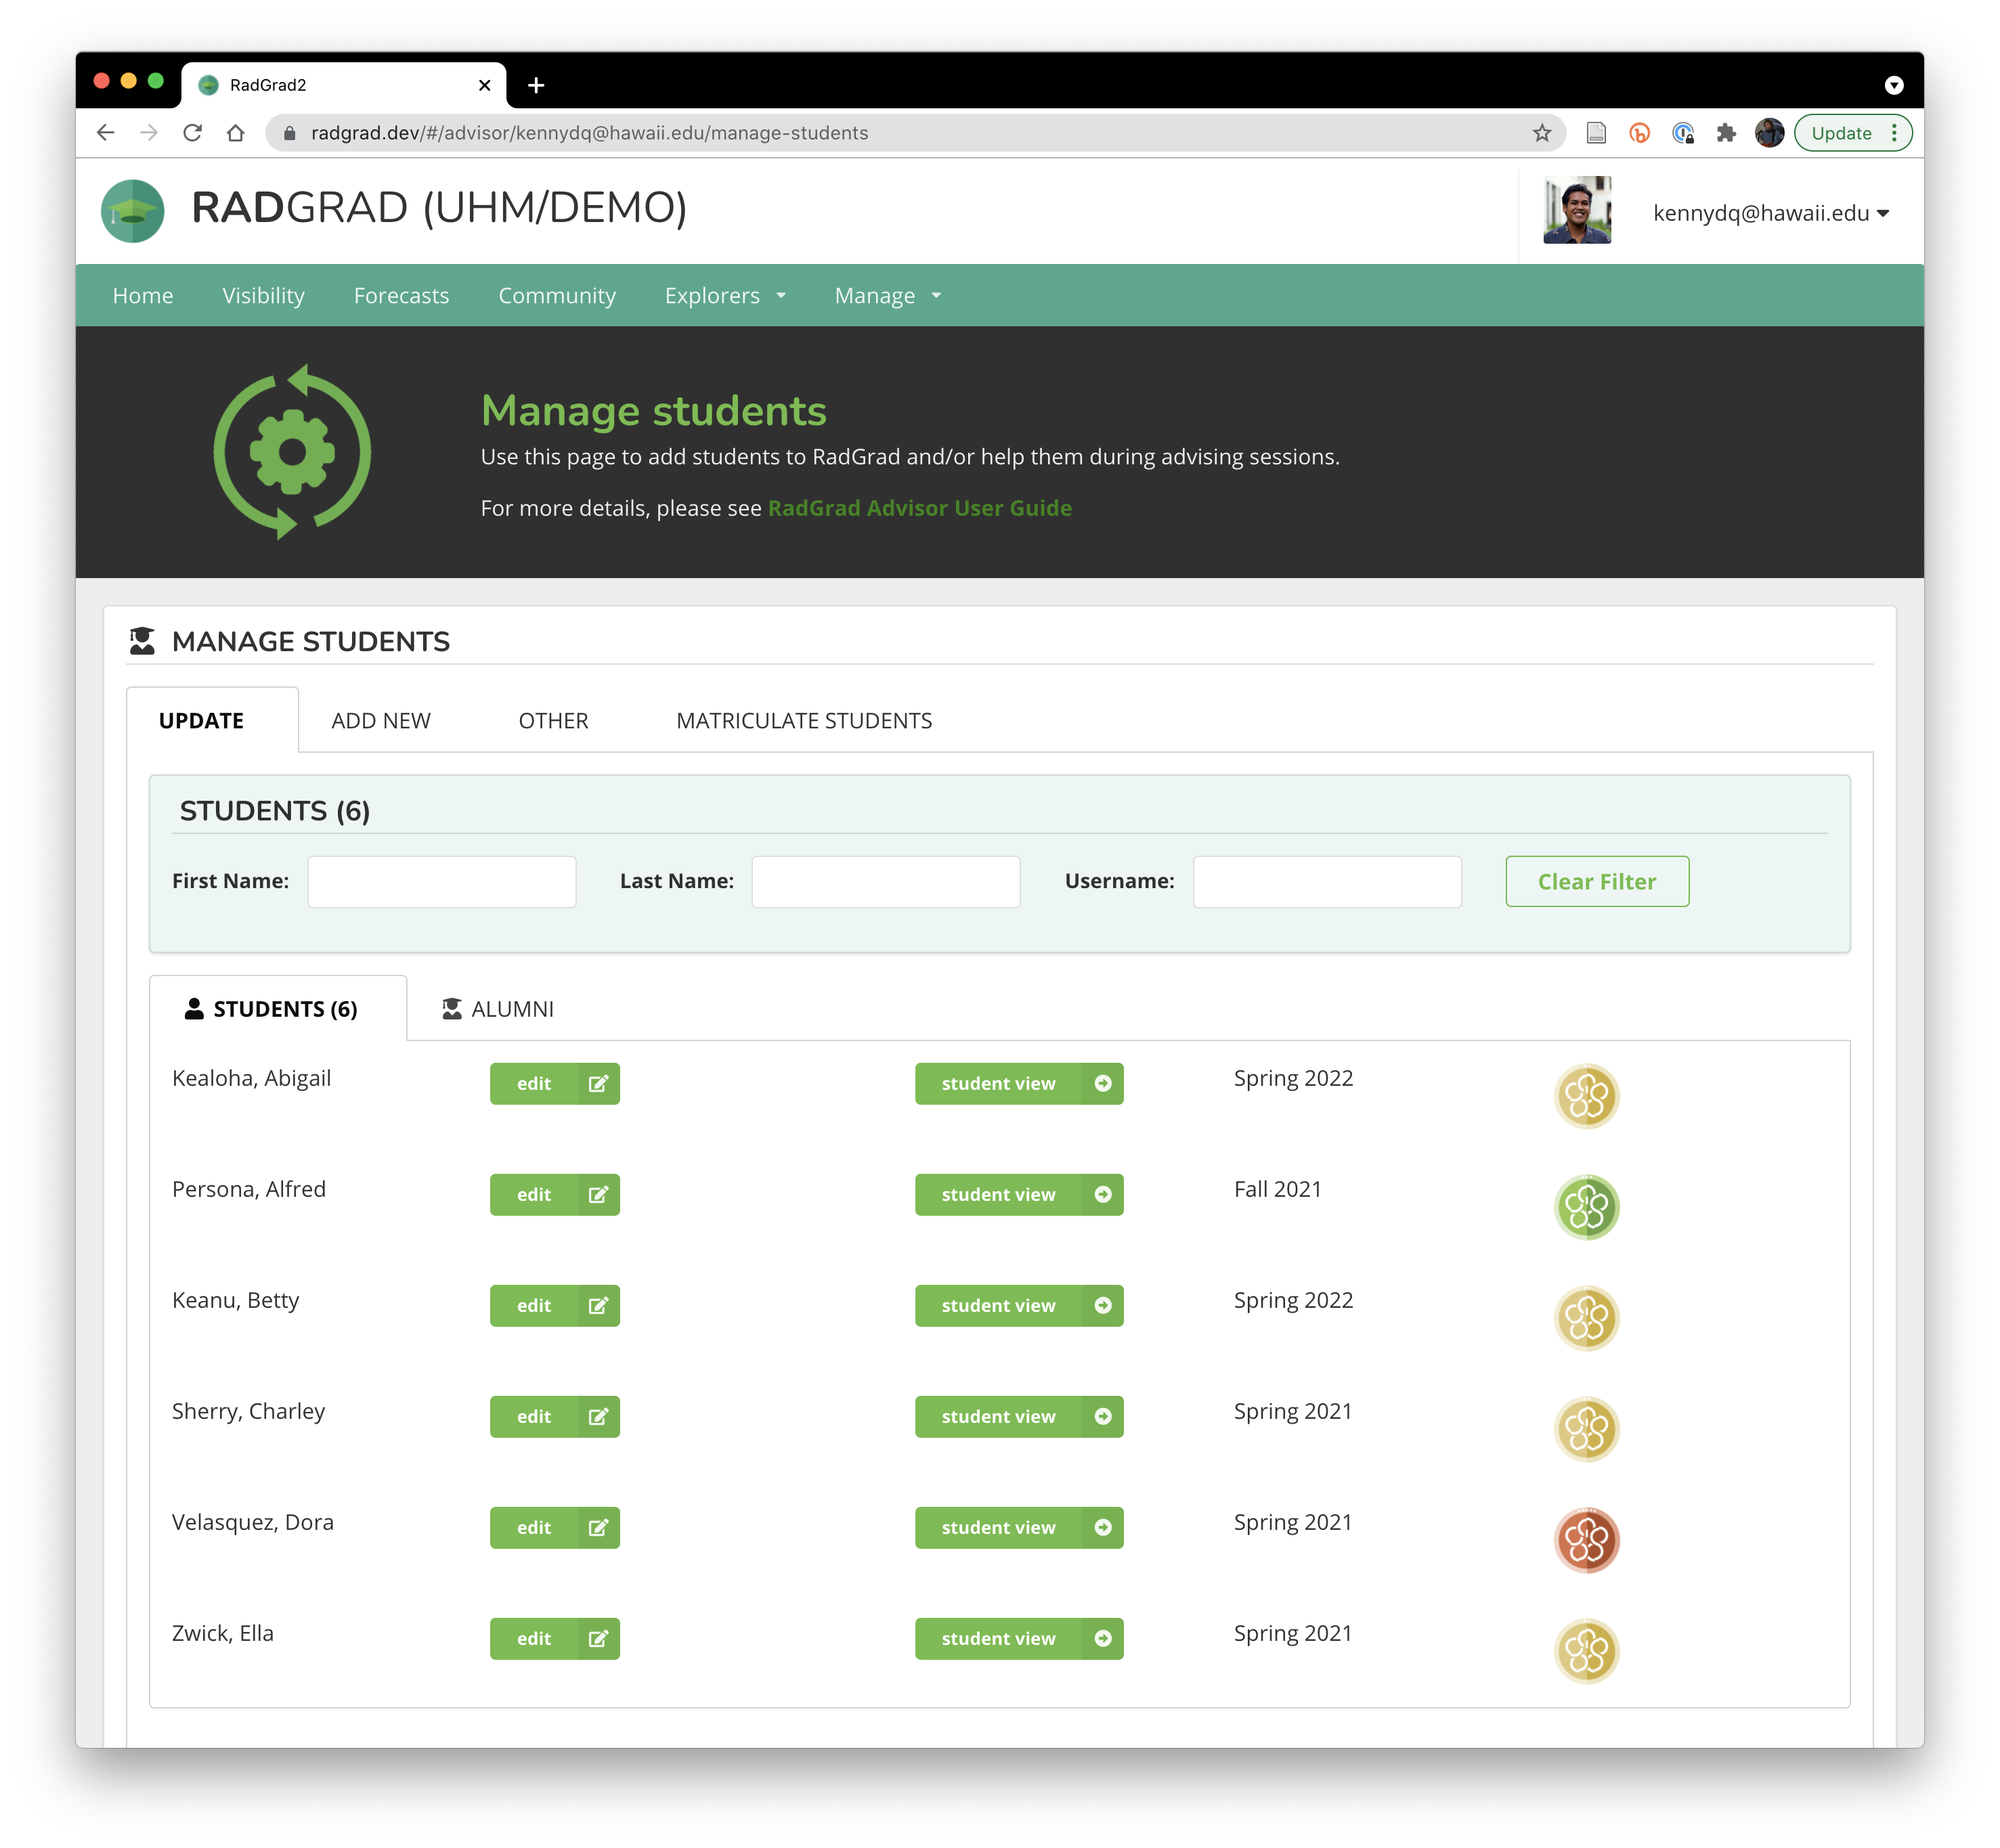 RadGrad2
radgrad.dev/#/advisor/kennydq@hawaii.edu/manage-students
Update
RADGRAD (UHM/DEMO)
kennydq@hawaii.edu
Home Visibility Forecasts Community Explorers Manage
Manage students
Use this page to add students to RadGrad and/or help them during advising sessions.
For more details, please see RadGrad Advisor User Guide
MANAGE STUDENTS
UPDATE ADD NEW OTHER MATRICULATE STUDENTS
STUDENTS (6)
First Name: Last Name: Username: Clear Filter
STUDENTS (6) ALUMNI
Kealoha, Abigail edit student view Spring 2022
Persona, Alfred edit student view Fall 2021
Keanu, Betty edit student view Spring 2022
Sherry, Charley edit student view Spring 2021
Velasquez, Dora edit student view Spring 2021
Zwick, Ella edit student view Spring 2021